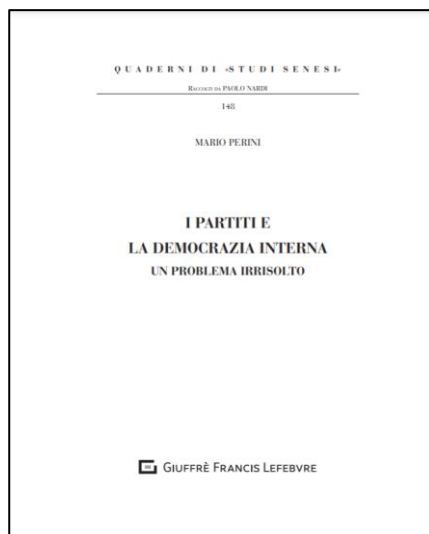 QUADERNI DI «STUDI SENESI»
RACCOLTI DA PAOLO NARDI
148
MARIO PERINI
I PARTITI E
LA DEMOCRAZIA INTERNA
UN PROBLEMA IRRISOLTO
GIUFFRÈ FRANCIS LEFEBVRE